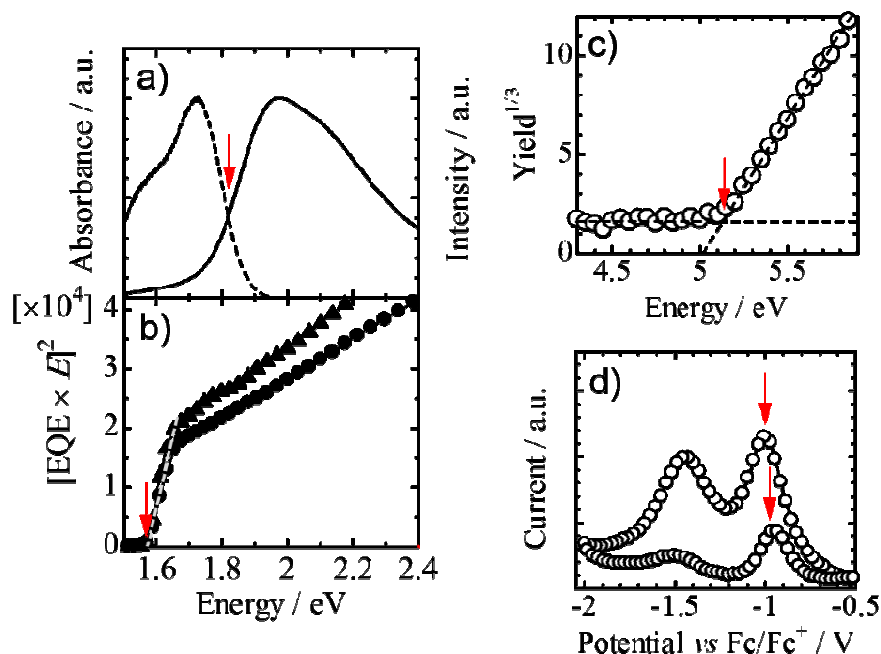 a)
Absorbance / a.u.
Intensity / a.u.
[×10⁴]
b)
[EQE × E]²
4
3
2
1
0
1.6
1.8
2
2.2
2.4
Energy / eV
c)
Yield^1/3
10
5
0
4.5
5
5.5
Energy / eV
d)
Current / a.u.
-2
-1.5
-1
-0.5
Potential vs Fc/Fc⁺ / V